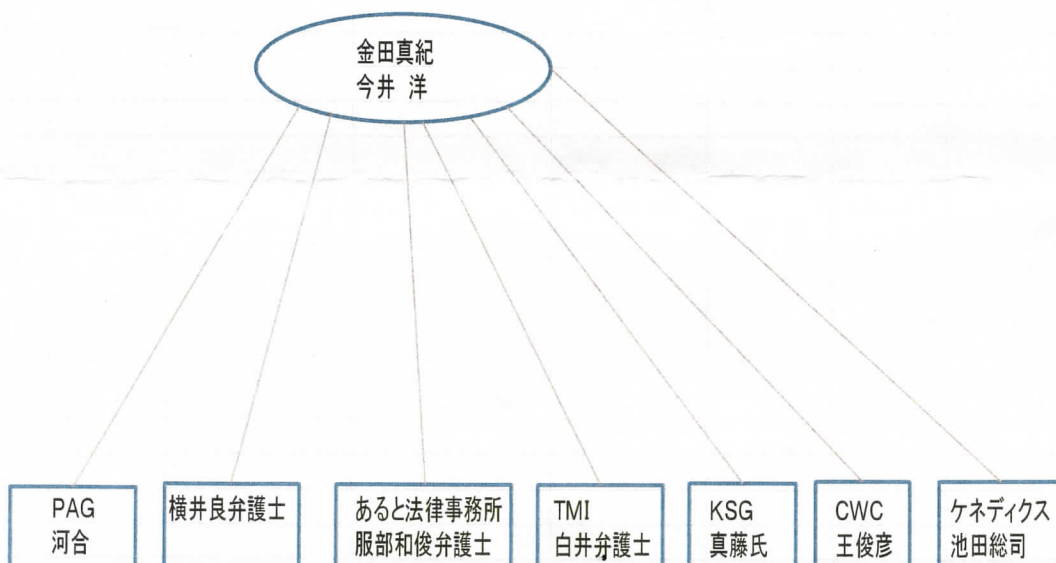 金田真紀
今井 洋
PAG
河合
横井良弁護士
あると法律事務所
服部和俊弁護士
TMI
白井弁護士
KSG
真藤氏
CWC
王俊彦
ケネディクス
池田総司